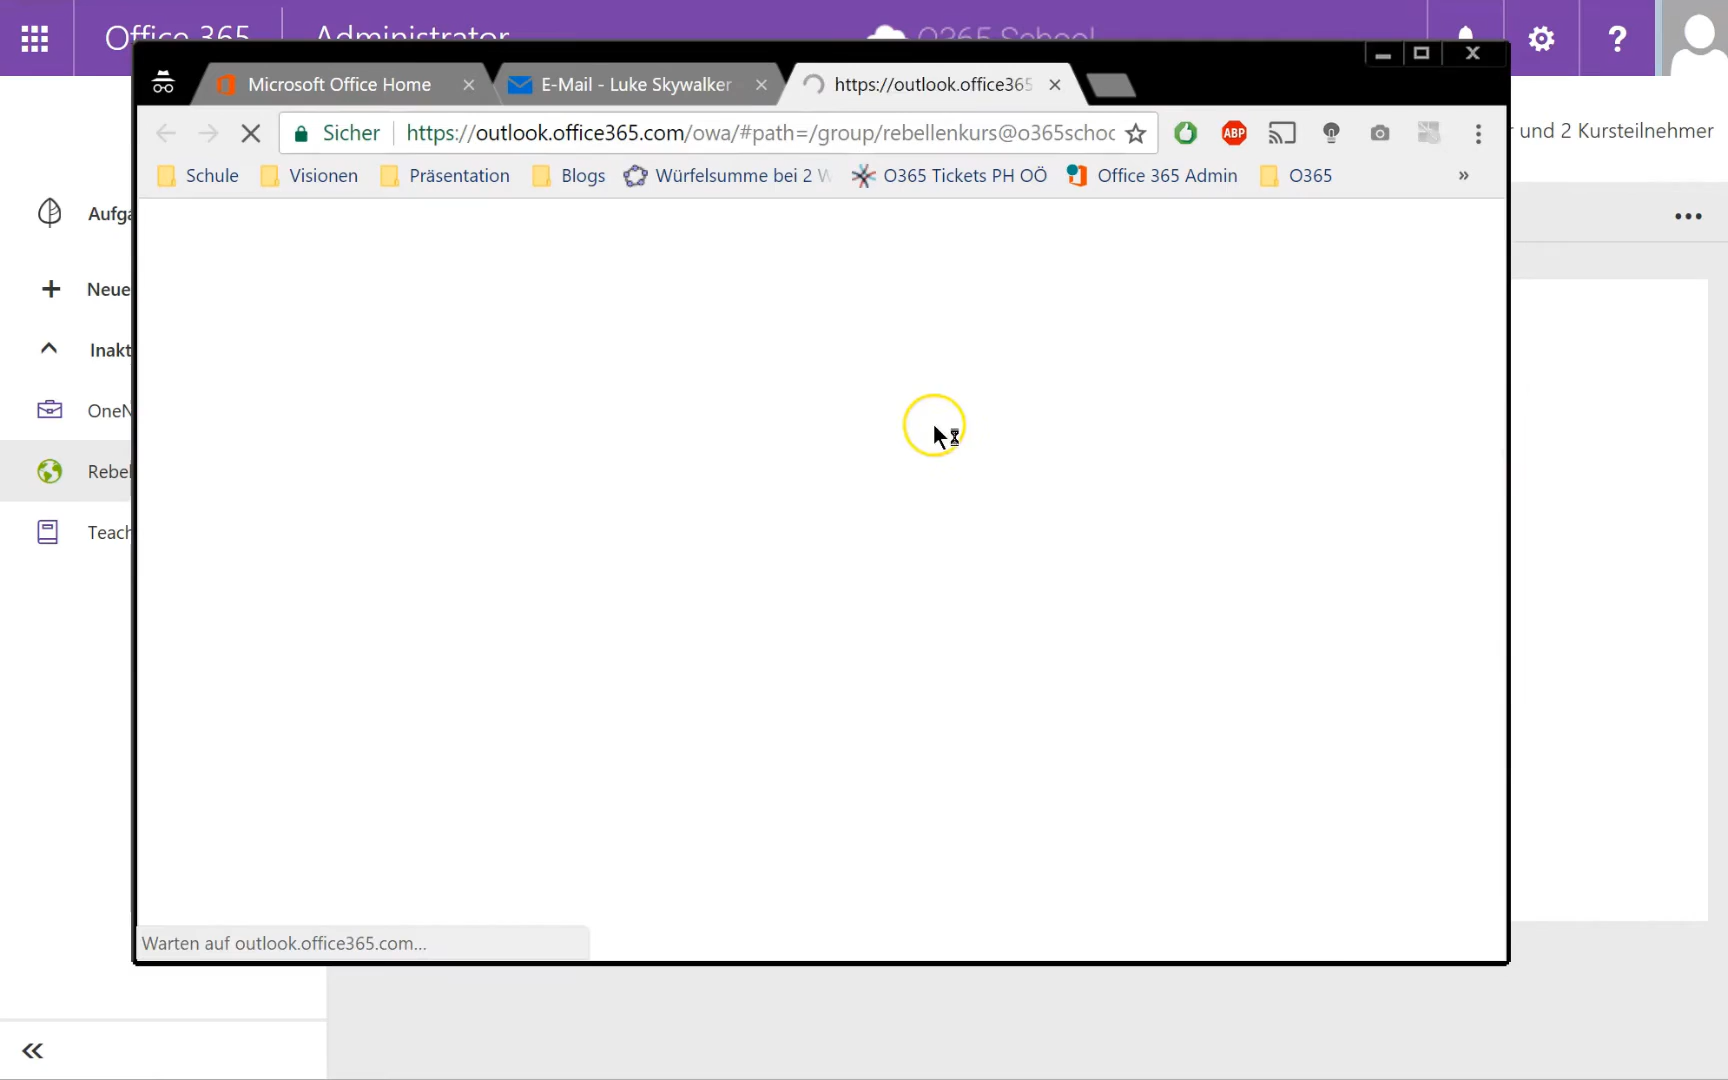 Office 365 Administrator O365 School
Microsoft Office Home E-Mail - Luke Skywalker https://outlook.office365
Sicher https://outlook.office365.com/owa/#path=/group/rebellenkurs@o365schoo
und 2 Kursteilnehmer
Schule Visionen Präsentation Blogs Würfelsumme bei 2 W O365 Tickets PH OÖ Office 365 Admin O365 »
ABP
Aufga
Neue
Inakt
OneN
Rebel
Teach
Warten auf outlook.office365.com...